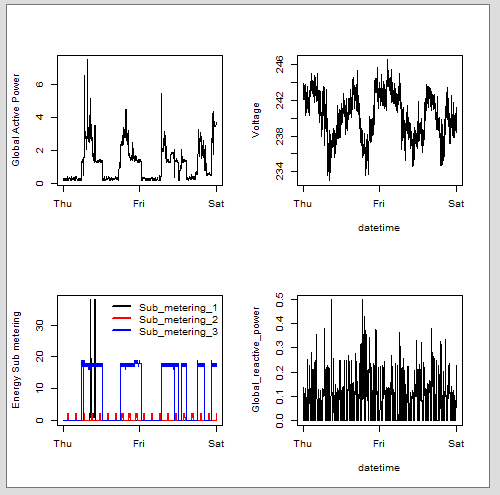 Global Active Power
6
4
2
0
Thu
Fri
Sat
Voltage
246
242
238
234
Thu
Fri
Sat
datetime
Energy Sub metering
30
20
10
0
Sub_metering_1
Sub_metering_2
Sub_metering_3
Thu
Fri
Sat
Global_reactive_power
0.5
0.4
0.3
0.2
0.1
0.0
Thu
Fri
Sat
datetime